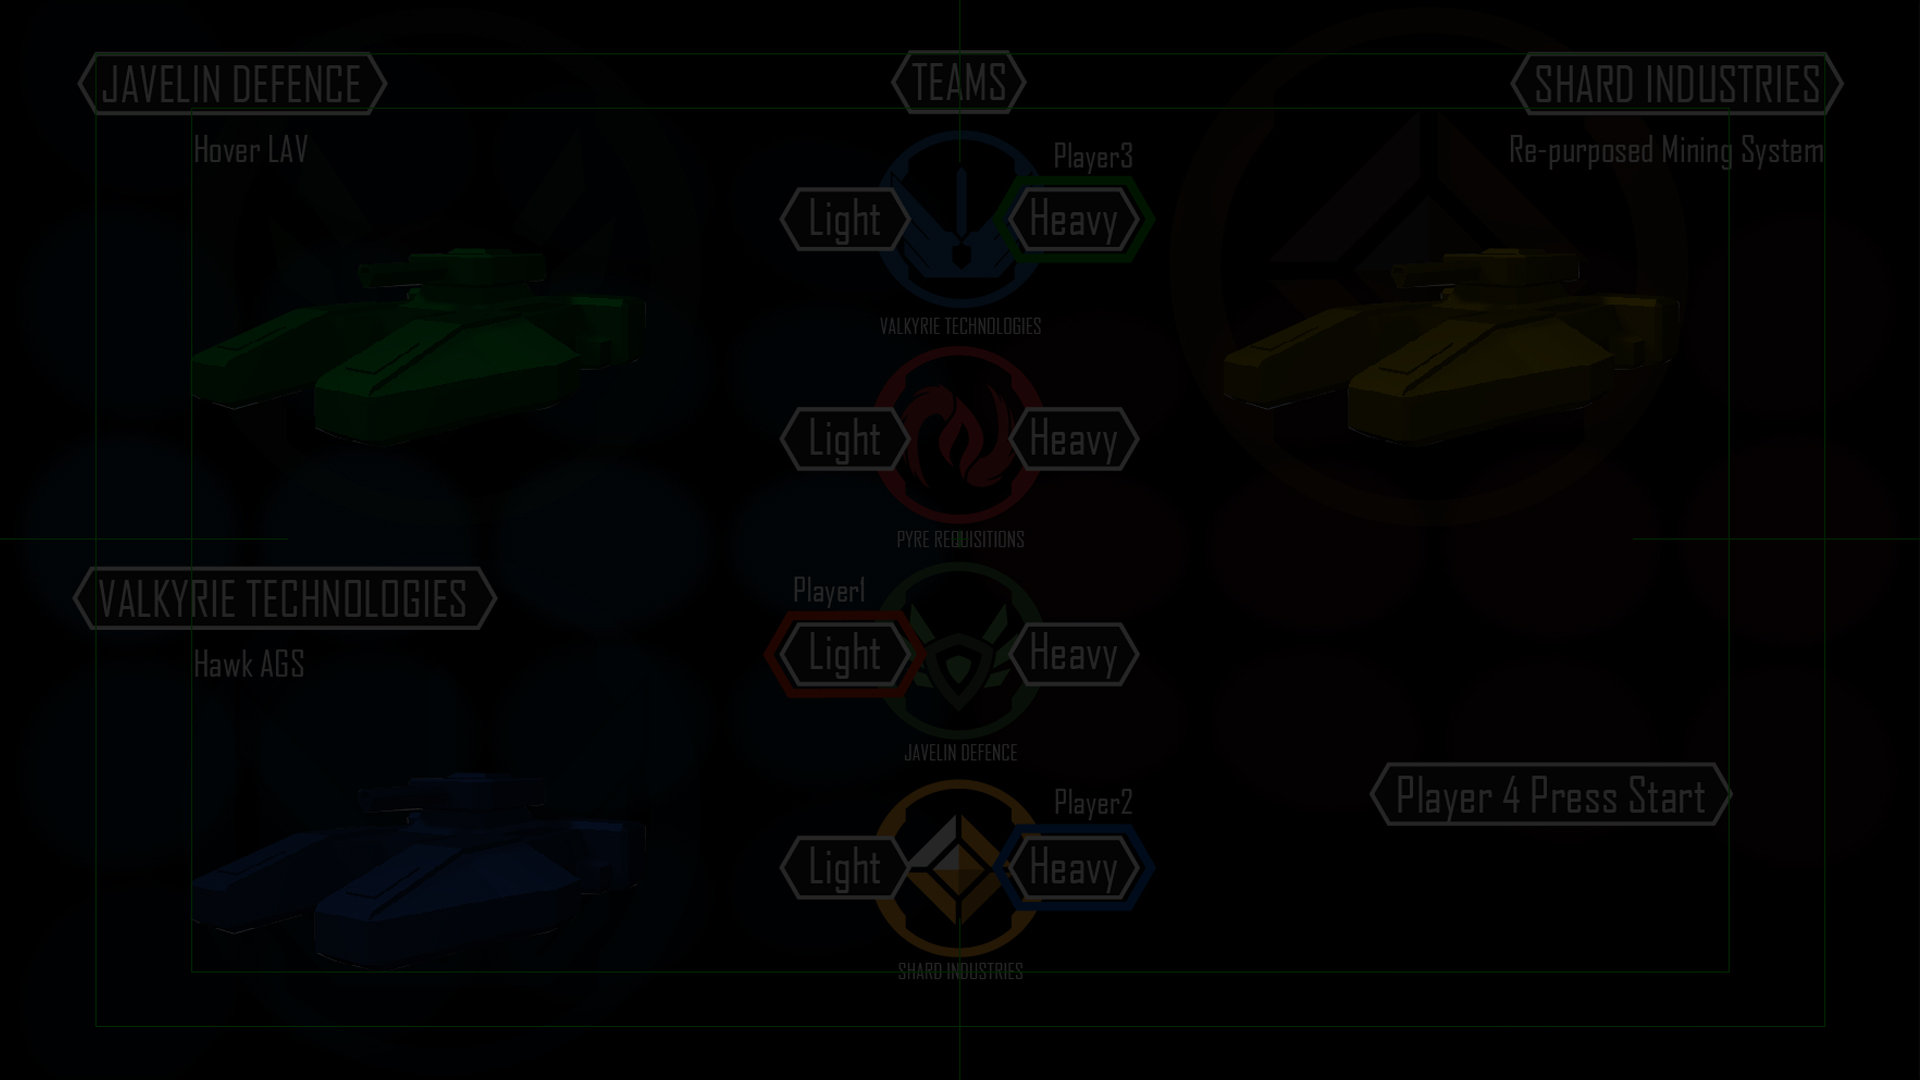 JAVELIN DEFENCE
Hover LAV
TEAMS
SHARD INDUSTRIES
Re-purposed Mining System
Player3
Light
Heavy
VALKYRIE TECHNOLOGIES
Light
Heavy
PYRE REQUISITIONS
VALKYRIE TECHNOLOGIES
Hawk AGS
Player1
Light
Heavy
JAVELIN DEFENCE
Player2
Light
Heavy
SHARD INDUSTRIES
Player 4 Press Start